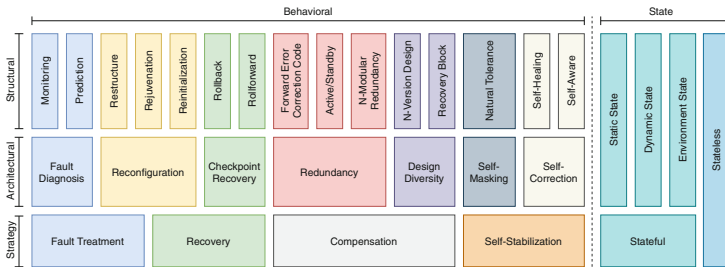 Behavioral
State
Structural
Monitoring
Prediction
Restructure
Rejuvenation
Reinitialization
Rollback
Rollforward
Forward Error
Correction Code
Active/Standby
N-Modular
Redundancy
N-Version Design
Recovery Block
Natural Tolerance
Self-Healing
Self-Aware
Static State
Dynamic State
Environment State
Stateless
Architectural
Fault
Diagnosis
Reconfiguration
Checkpoint
Recovery
Redundancy
Design
Diversity
Self-
Masking
Self-
Correction
Strategy
Fault Treatment
Recovery
Compensation
Self-Stabilization
Stateful